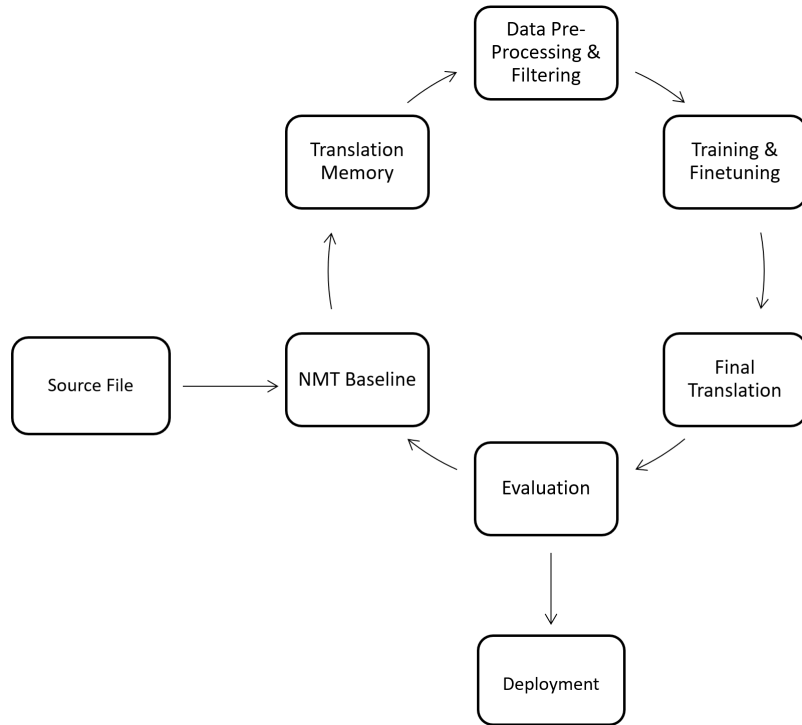 Data Pre-
Processing &
Filtering
Translation
Memory
Training &
Finetuning
Source File
NMT Baseline
Final
Translation
Evaluation
Deployment